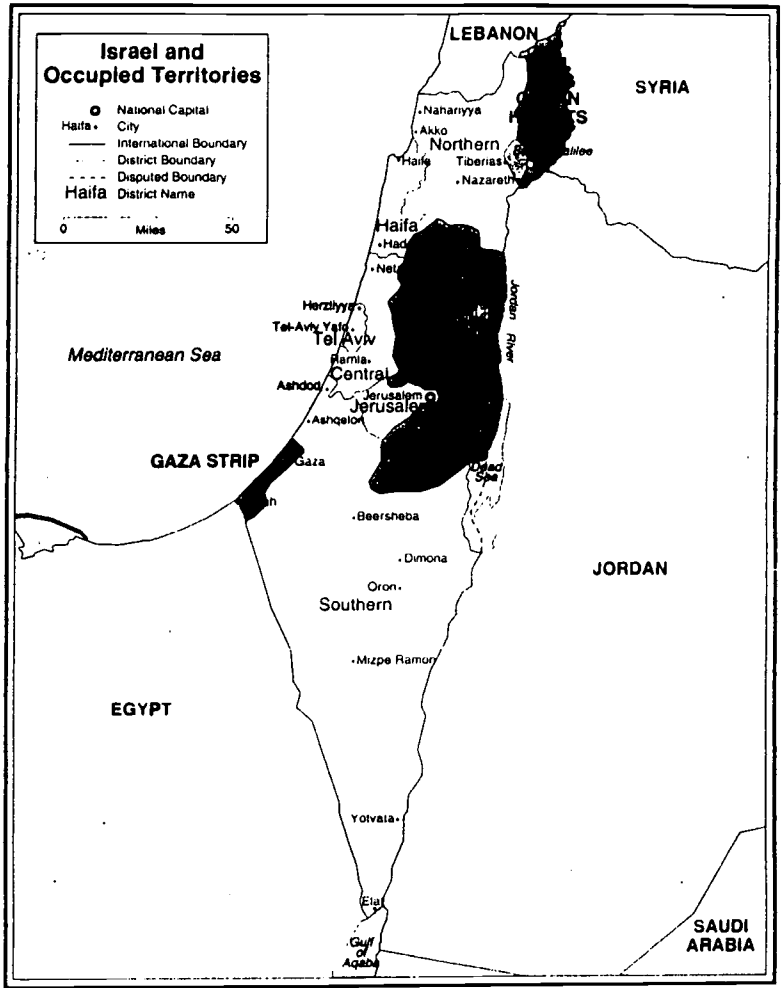 Israel and
Occupied Territories
National Capital
Haifa City
International Boundary
District Boundary
Disputed Boundary
Haifa District Name
0 Miles 50
LEBANON
SYRIA
Nahariyya
Akko
Northern
Haifa
Tiberias
Nazareth
Haifa
Jordan River
Herzliyya
Tel-Aviv Yafo
Tel Aviv
Mediterranean Sea
Ramla
Central
Ashdod
Jerusalem
Ashqelon
GAZA STRIP
Gaza
Dead
Sea
Beersheba
Dimona
JORDAN
Oron
Southern
Mizpe Ramon
EGYPT
Yotvata
Elat
Gulf
of
Aqaba
SAUDI
ARABIA